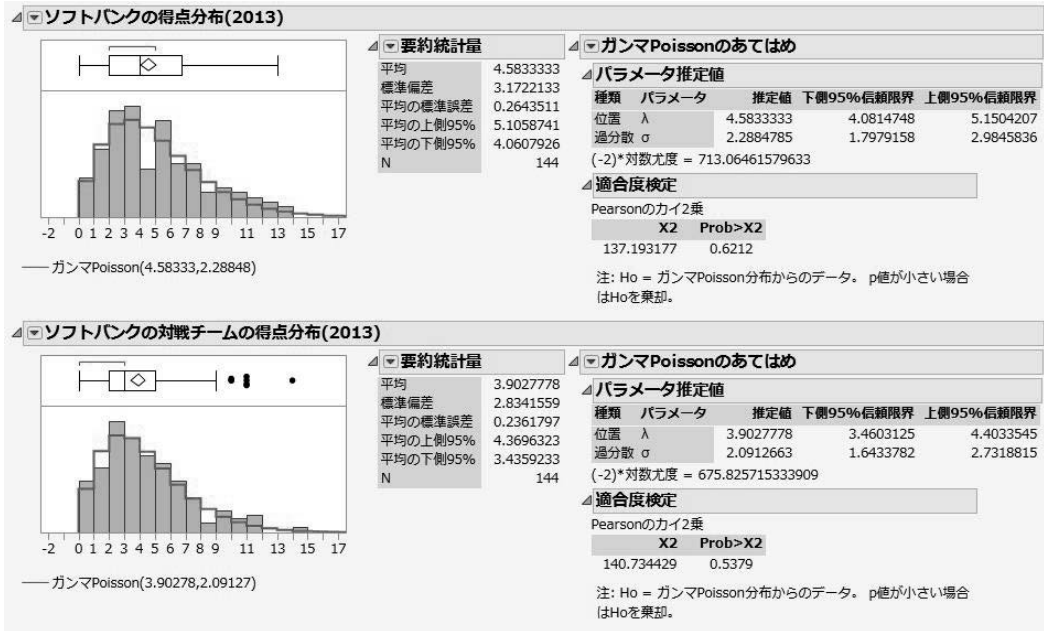 ソフトバンクの得点分布(2013)
-2 0 1 2 3 4 5 6 7 8 9 11 13 15 17
ガンマPoisson(4.58333,2.28848)
要約統計量
平均 4.5833333
標準偏差 3.1722133
平均の標準誤差 0.2643511
平均の上側95% 5.1058741
平均の下側95% 4.0607926
N 144
ガンマPoissonのあてはめ
パラメータ推定値
種類 パラメータ 推定値 下側95%信頼限界 上側95%信頼限界
位置 λ 4.5833333 4.0814748 5.1504207
過分散 σ 2.2884785 1.7979158 2.9845836
(-2)*対数尤度 = 713.06461579633
適合度検定
Pearsonのカイ2乗
X2 Prob>X2
137.193177 0.6212
注: Ho = ガンマPoisson分布からのデータ。 p値が小さい場合
はHoを棄却。
ソフトバンクの対戦チームの得点分布(2013)
-2 0 1 2 3 4 5 6 7 8 9 11 13 15 17
ガンマPoisson(3.90278,2.09127)
要約統計量
平均 3.9027778
標準偏差 2.8341559
平均の標準誤差 0.2361797
平均の上側95% 4.3696323
平均の下側95% 3.4359233
N 144
ガンマPoissonのあてはめ
パラメータ推定値
種類 パラメータ 推定値 下側95%信頼限界 上側95%信頼限界
位置 λ 3.9027778 3.4603125 4.4033545
過分散 σ 2.0912663 1.6433782 2.7318815
(-2)*対数尤度 = 675.825715333909
適合度検定
Pearsonのカイ2乗
X2 Prob>X2
140.734429 0.5379
注: Ho = ガンマPoisson分布からのデータ。 p値が小さい場合
はHoを棄却。